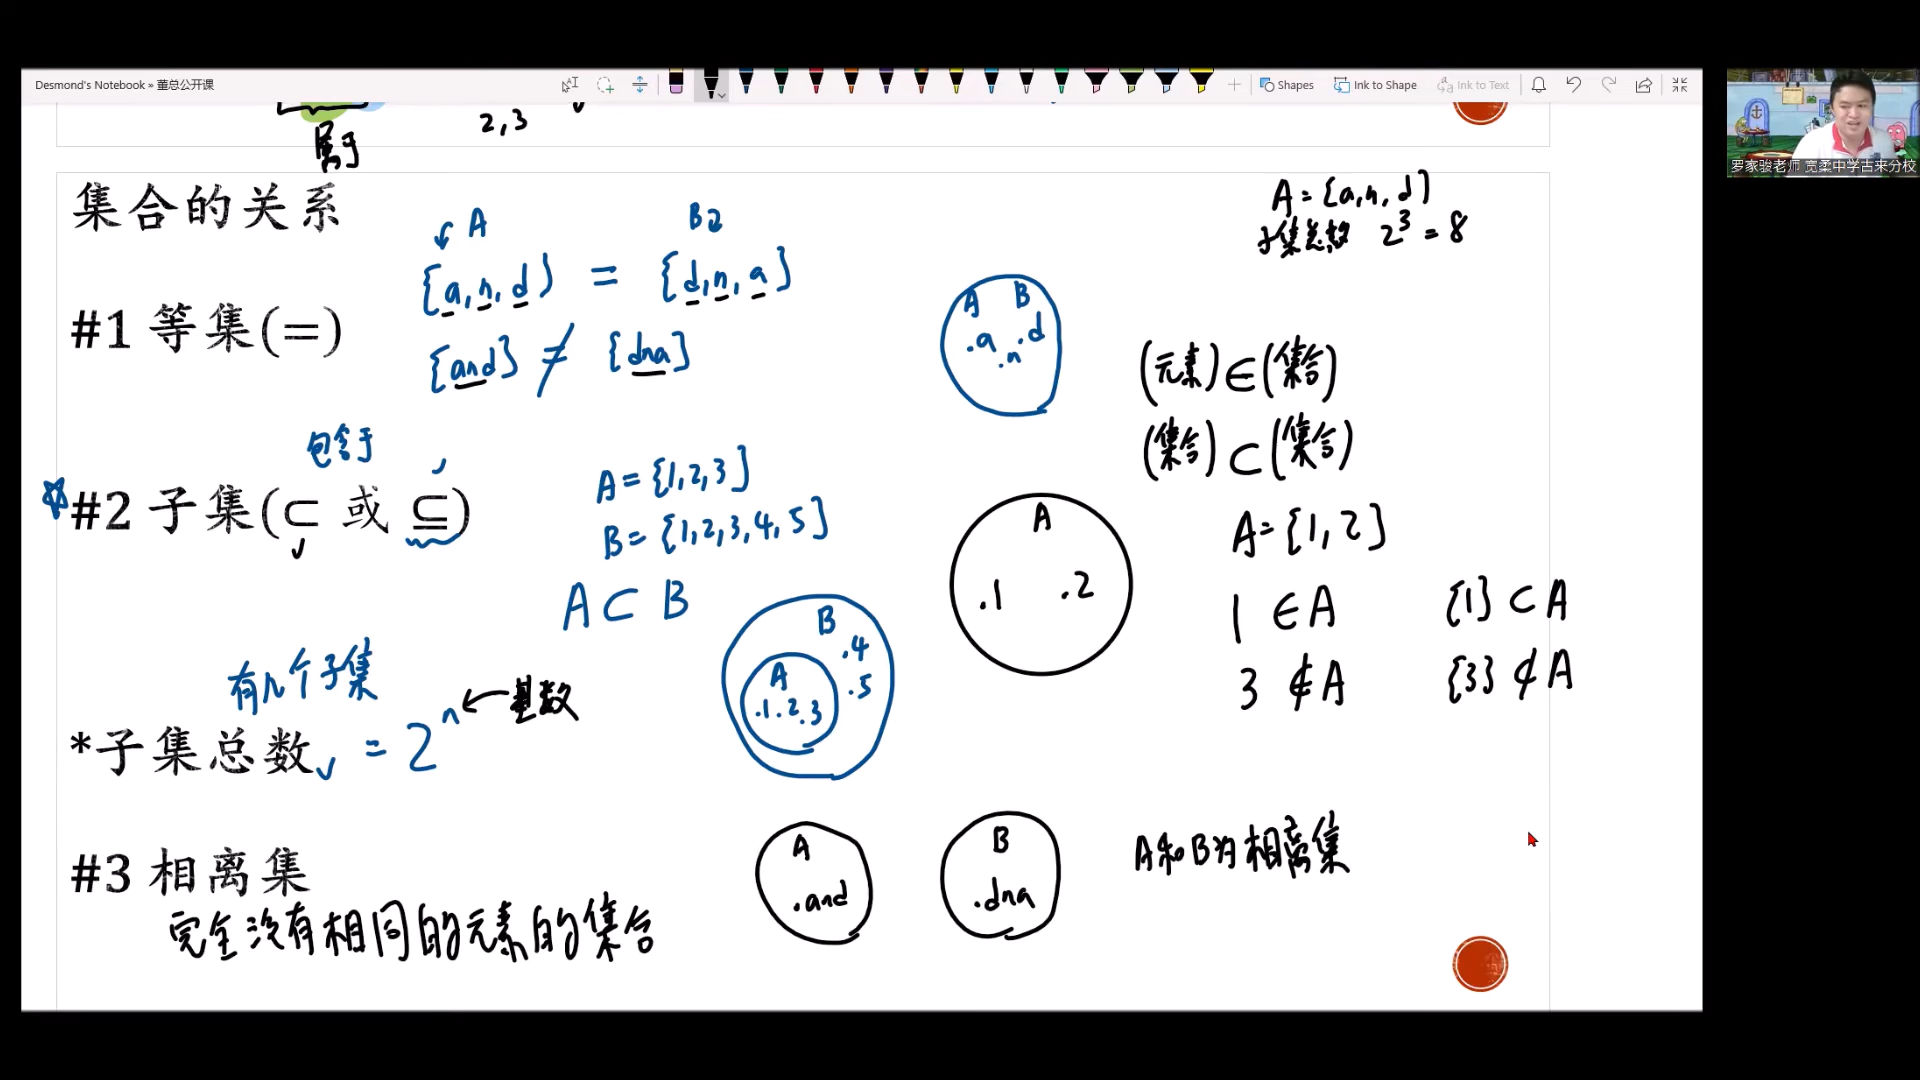 Desmond's Notebook » 董总公开课
Shapes
Ink to Shape
Ink to Text
罗家骏老师 宽柔中学古来分校
属于
2,3
集合的关系
A
B
A={a,n,d}
子集总数 2³=8
#1 等集(=)
{a,n,d} = {d,n,a}
{and} ≠ {dna}
A B
.a .n .d
(元素)∈(集合)
(集合)⊂(集合)
包含于
#2 子集(⊂ 或 ⊆)
A={1,2,3}
B={1,2,3,4,5}
A⊂B
B
.4
.5
A
.1.2.3
A
.1 .2
A={1,2}
1∈A {1}⊂A
3∉A {3}⊄A
有几个子集
*子集总数 = 2ⁿ ← 基数
#3 相离集
完全没有相同的元素的集合
A
.and
B
.dna
A和B为相离集